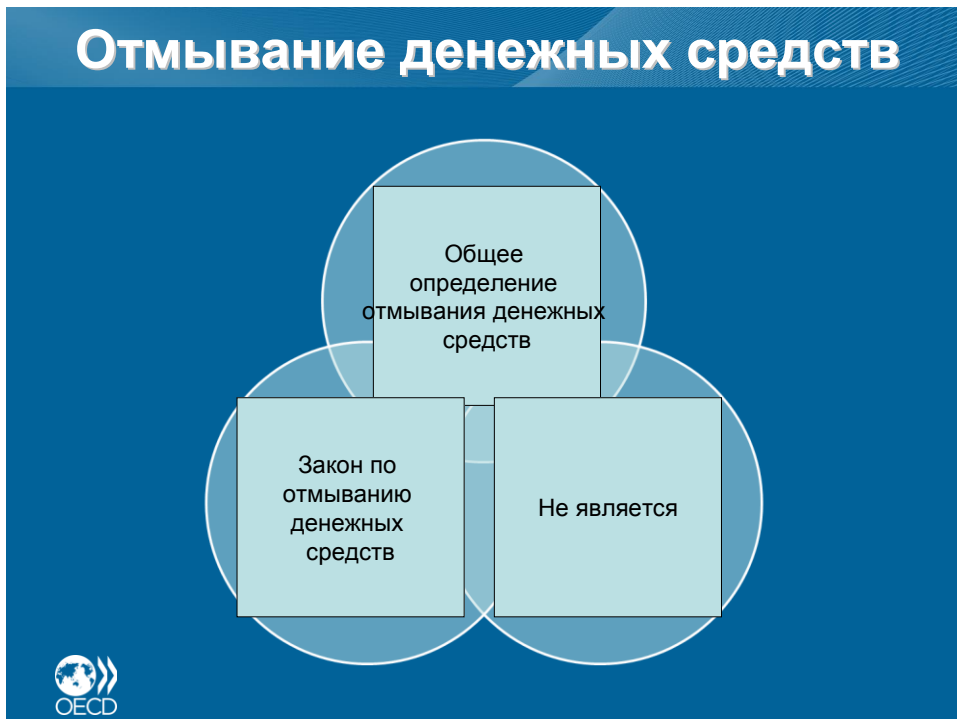 Отмывание денежных средств
Общее
определение
отмывания денежных
средств
Закон по
отмыванию
денежных
средств
Не является
OECD